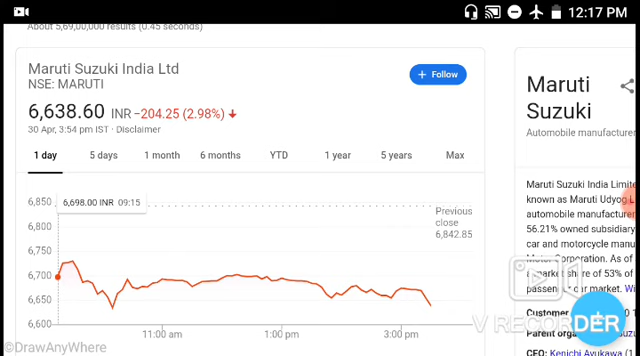 12:17 PM
About 5,69,00,000 results (0.45 seconds)
Maruti Suzuki India Ltd
NSE: MARUTI
+ Follow
6,638.60 INR −204.25 (2.98%)
30 Apr, 3:54 pm IST · Disclaimer
1 day 5 days 1 month 6 months YTD 1 year 5 years Max
6,698.00 INR 09:15
6,850
6,800
6,750
6,700
6,650
6,600
Previous
close
6,842.85
11:00 am 1:00 pm 3:00 pm
Maruti
Suzuki
Automobile manufacturer
Maruti Suzuki India Limite
known as Maruti Udyog L
automobile manufacturer
56.21% owned subsidiary
car and motorcycle manu
Motor Corporation. As of
market share of 53% of
passenger car market. Wi
Customer
Parent orga
CEO: Kenichi Ayukawa (1
V RECORDER
©DrawAnyWhere